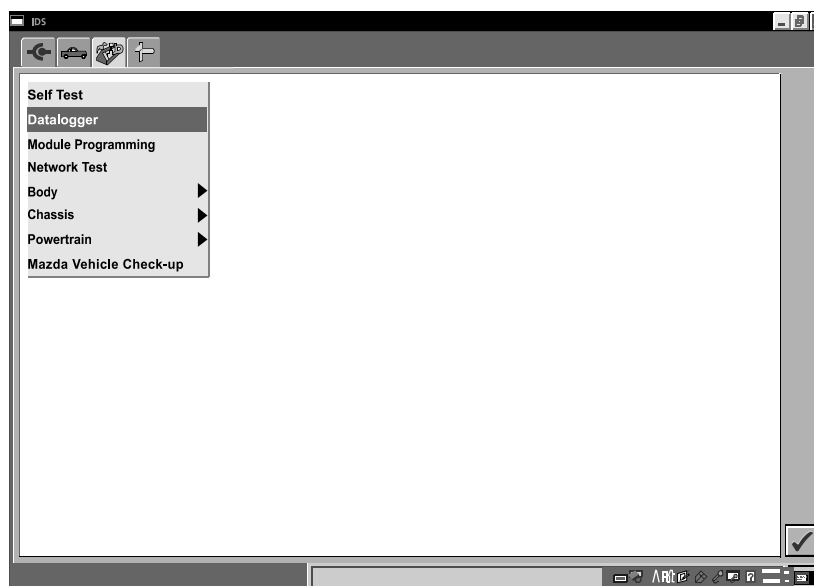 IDS
Self Test
Datalogger
Module Programming
Network Test
Body
Chassis
Powertrain
Mazda Vehicle Check-up